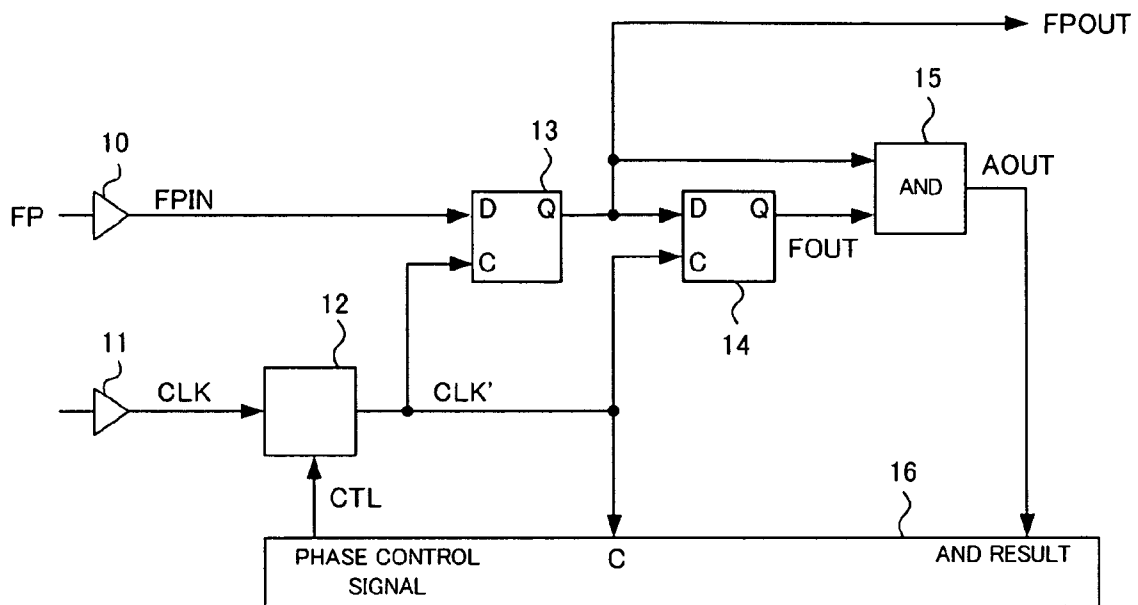 FPOUT
15
10
13
AOUT
FPIN
AND
FP
D Q
D Q
C
FOUT
C
12
14
11
CLK
CLK'
16
CTL
PHASE CONTROL
SIGNAL
C
AND RESULT